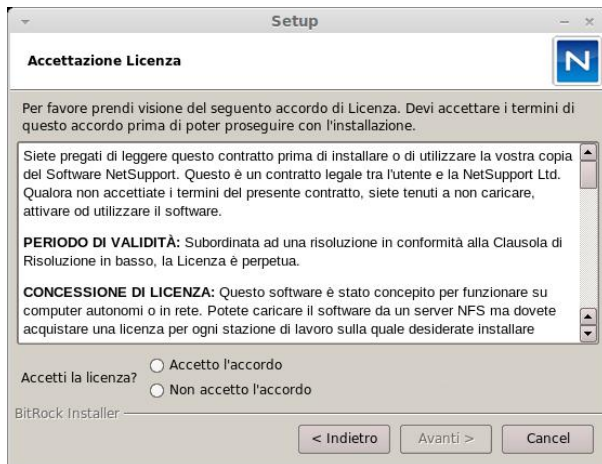 Setup
Accettazione Licenza
N
Per favore prendi visione del seguente accordo di Licenza. Devi accettare i termini di
questo accordo prima di poter proseguire con l'installazione.
Siete pregati di leggere questo contratto prima di installare o di utilizzare la vostra copia
del Software NetSupport. Questo è un contratto legale tra l'utente e la NetSupport Ltd.
Qualora non accettiate i termini del presente contratto, siete tenuti a non caricare,
attivare od utilizzare il software.
PERIODO DI VALIDITÀ: Subordinata ad una risoluzione in conformità alla Clausola di
Risoluzione in basso, la Licenza è perpetua.
CONCESSIONE DI LICENZA: Questo software è stato concepito per funzionare su
computer autonomi o in rete. Potete caricare il software da un server NFS ma dovete
acquistare una licenza per ogni stazione di lavoro sulla quale desiderate installare
Accetti la licenza?
Accetto l'accordo
Non accetto l'accordo
BitRock Installer
< Indietro
Avanti >
Cancel